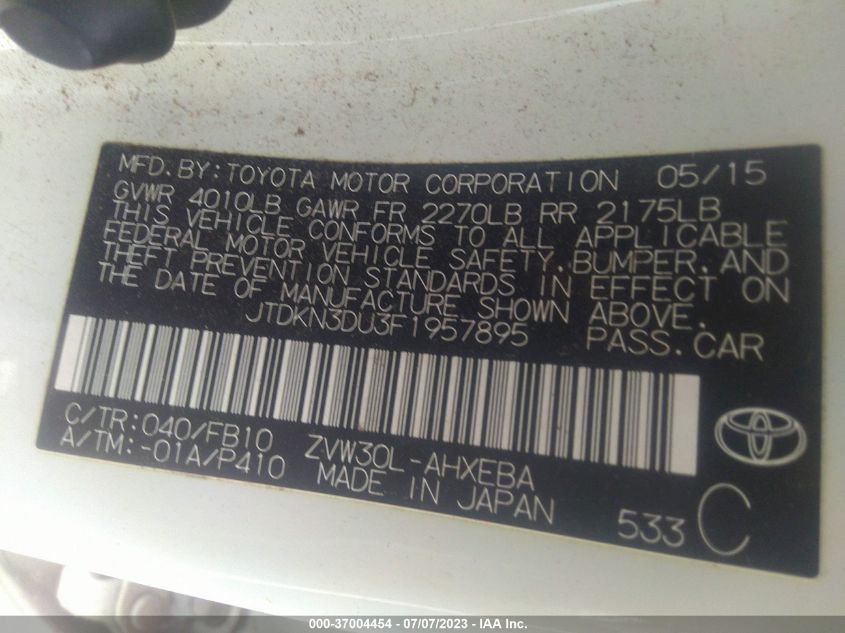 MFD. BY: TOYOTA MOTOR CORPORATION 05/15
GVWR 4010LB GAWR FR 2270LB RR 2175LB
THIS VEHICLE CONFORMS TO ALL APPLICABLE
FEDERAL MOTOR VEHICLE SAFETY, BUMPER, AND
THEFT PREVENTION STANDARDS IN EFFECT ON
THE DATE OF MANUFACTURE SHOWN ABOVE.
JTDKN3DU3F1957895 PASS. CAR
C/TR: 040/FB10 ZVW30L-AHXEBA
A/TM: -01A/P410 MADE IN JAPAN
533 C
000-37004454 - 07/07/2023 - © IAA Inc.